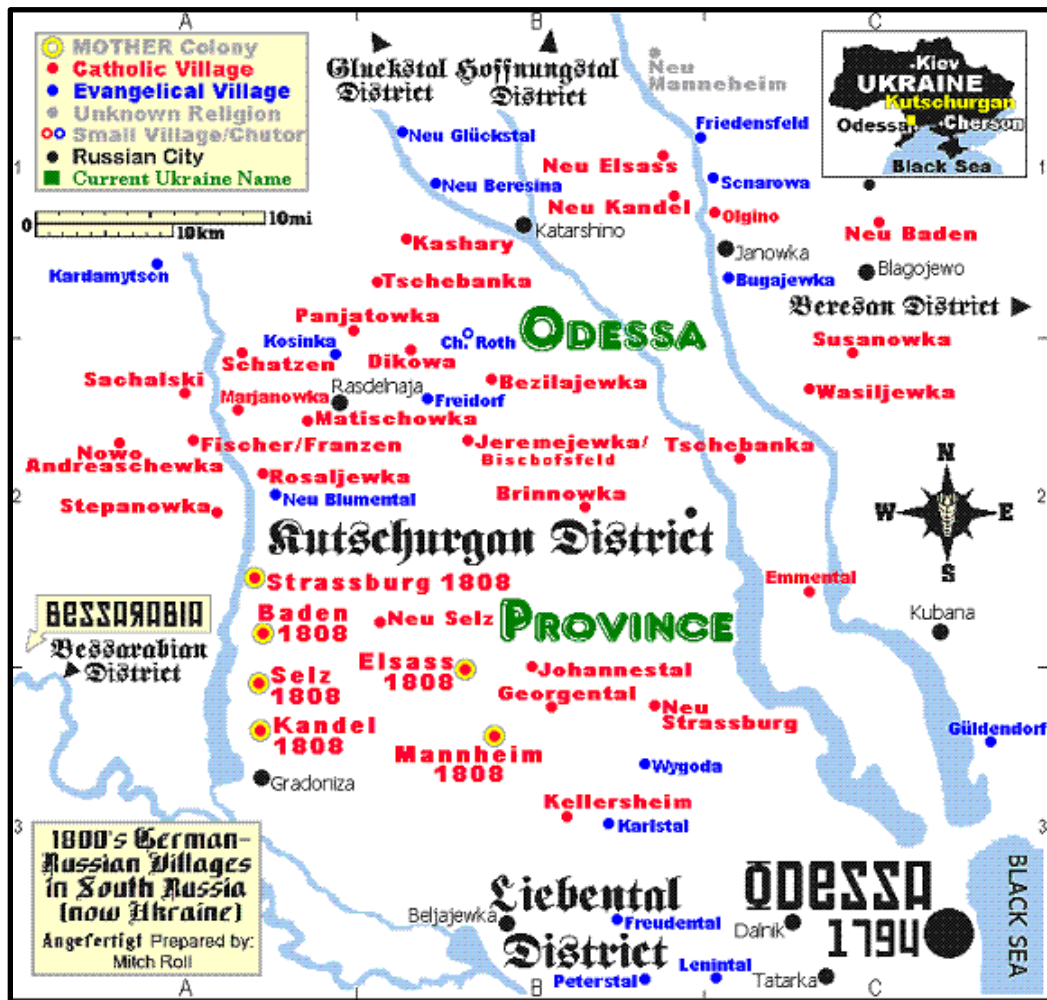 A
B
C
MOTHER Colony
Catholic Village
Evangelical Village
Unknown Religion
Small Village/Chutor
Russian City
Current Ukraine Name
Gluckstal
District
Hoffnungstal
District
Neu
Manneheim
Kiev
UKRAINE
Kutschurgan
Odessa
Cherson
Black Sea
1
1
0
10mi
10km
Neu Glückstal
Friedensfeld
Neu Elsass
Neu Beresina
Scnarowa
Neu Kandel
Olgino
Katarshino
Neu Baden
Kashary
Janowka
Kardamytson
Blagojewo
Tschebanka
Bugajewka
Beresan District
Panjatowka
ODESSA
Kosinka
Ch. Roth
Susanowka
Schatzen
Dikowa
Sachalski
Rasdelnaja
Bezilajewka
Wasiljewka
Marjanowka
Freidorf
Matischowka
Nowo
Andreaschewka
Fischer/Franzen
Jeremejewka/
Bischofsfeld
Tschebanka
N
Rosaljewka
Neu Blumental
Brinnowka
2
2
Stepanowka
W
E
Kutschurgan District
S
Strassburg 1808
Emmental
BESSARABIA
Baden
1808
Neu Selz
PROVINCE
Kubana
Bessarabian
District
Selz
1808
Elsass
1808
Johannestal
Georgental
Neu
Strassburg
Kandel
1808
Mannheim
1808
Güldendorf
Gradoniza
Wygoda
Kellersheim
Karlstal
3
3
1800's German-
Russian Villages
in South Russia
(now Ukraine)
Angefertigt Prepared by:
Mitch Roll
Liebental
District
Beljajewka
Freudental
ODESSA
1794
Dalnik
BLACK SEA
Peterstal
Lenintal
Tatarka
A
B
C